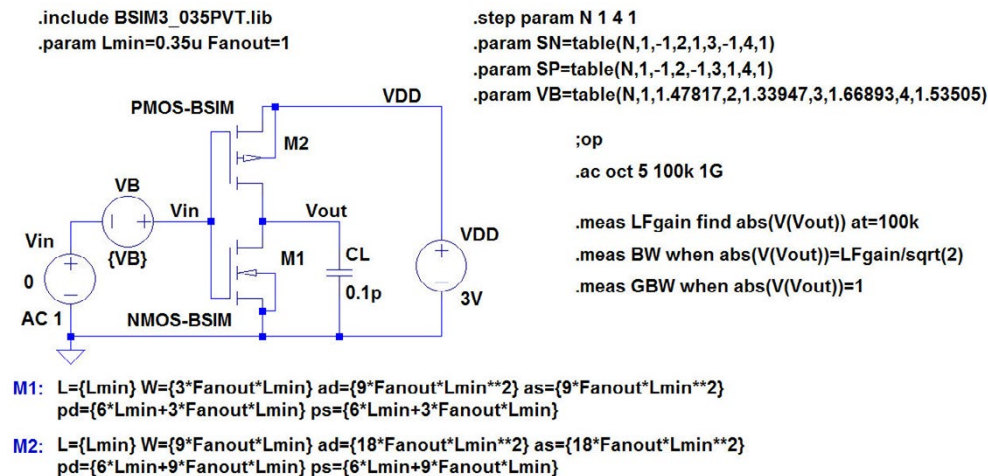 .include BSIM3_035PVT.lib
.param Lmin=0.35u Fanout=1
.step param N 1 4 1
.param SN=table(N,1,-1,2,1,3,-1,4,1)
.param SP=table(N,1,-1,2,-1,3,1,4,1)
.param VB=table(N,1,1.47817,2,1.33947,3,1.66893,4,1.53505)
PMOS-BSIM
VDD
M2
;op
.ac oct 5 100k 1G
VB
Vin
Vout
{VB}
Vin
0
AC 1
M1
CL
0.1p
NMOS-BSIM
VDD
3V
.meas LFgain find abs(V(Vout)) at=100k
.meas BW when abs(V(Vout))=LFgain/sqrt(2)
.meas GBW when abs(V(Vout))=1
M1: L={Lmin} W={3*Fanout*Lmin} ad={9*Fanout*Lmin**2} as={9*Fanout*Lmin**2}
pd={6*Lmin+3*Fanout*Lmin} ps={6*Lmin+3*Fanout*Lmin}
M2: L={Lmin} W={9*Fanout*Lmin} ad={18*Fanout*Lmin**2} as={18*Fanout*Lmin**2}
pd={6*Lmin+9*Fanout*Lmin} ps={6*Lmin+9*Fanout*Lmin}